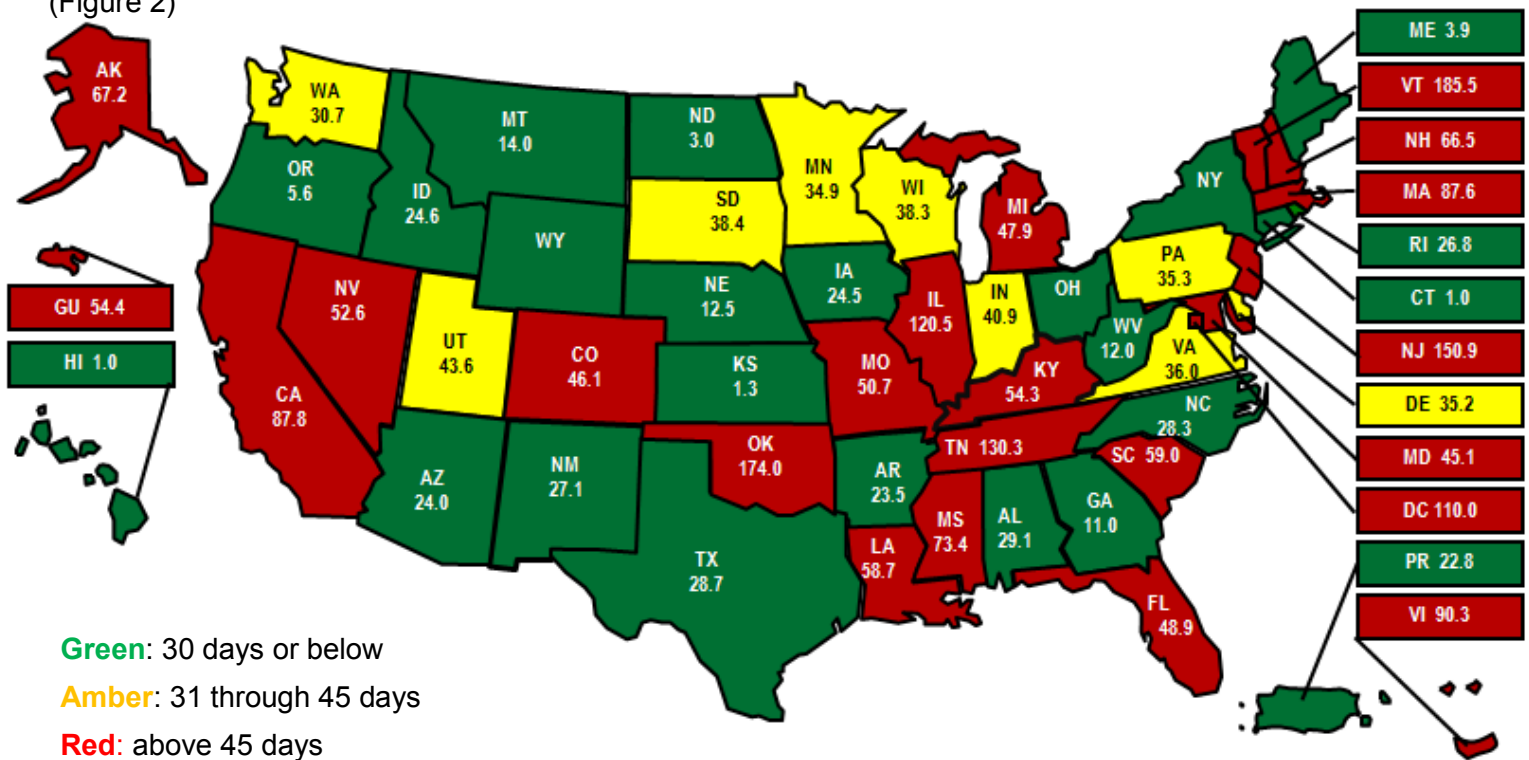 (Figure 2)
AK
67.2
WA
30.7
MT
14.0
ND
3.0
MN
34.9
OR
5.6
ID
24.6
SD
38.4
WI
38.3
MI
47.9
NY
WY
IA
24.5
NE
12.5
PA
35.3
NV
52.6
UT
43.6
CO
46.1
KS
1.3
IL
120.5
IN
40.9
OH
WV
12.0
VA
36.0
CA
87.8
MO
50.7
KY
54.3
NC
28.3
AZ
24.0
NM
27.1
OK
174.0
AR
23.5
TN 130.3
SC 59.0
MS
73.4
AL
29.1
GA
11.0
TX
28.7
LA
58.7
FL
48.9
GU 54.4
HI 1.0
ME 3.9
VT 185.5
NH 66.5
MA 87.6
RI 26.8
CT 1.0
NJ 150.9
DE 35.2
MD 45.1
DC 110.0
PR 22.8
VI 90.3
Green: 30 days or below
Amber: 31 through 45 days
Red: above 45 days